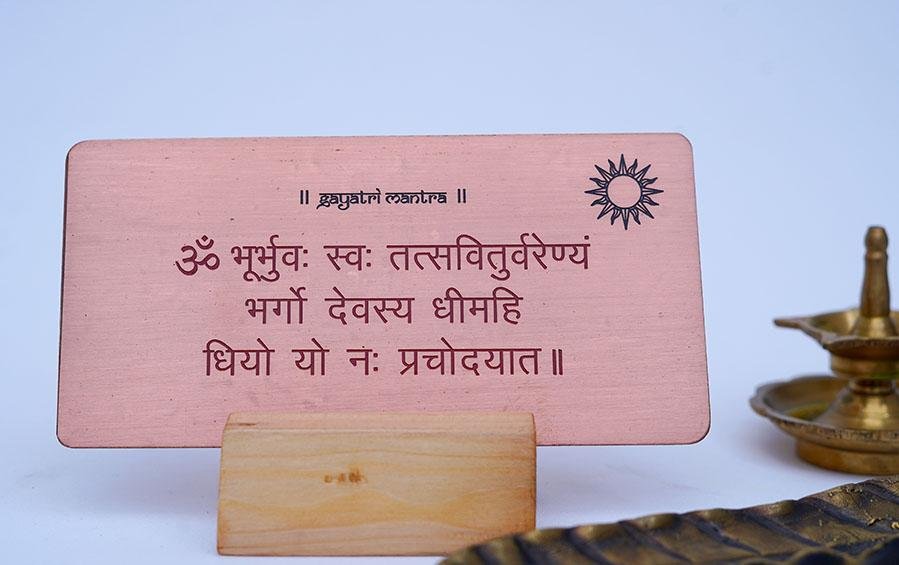 ॥ gayatri mantra ॥
ॐ भूर्भुवः स्वः तत्सवितुर्वरेण्यं
भर्गो देवस्य धीमहि
धियो यो नः प्रचोदयात॥